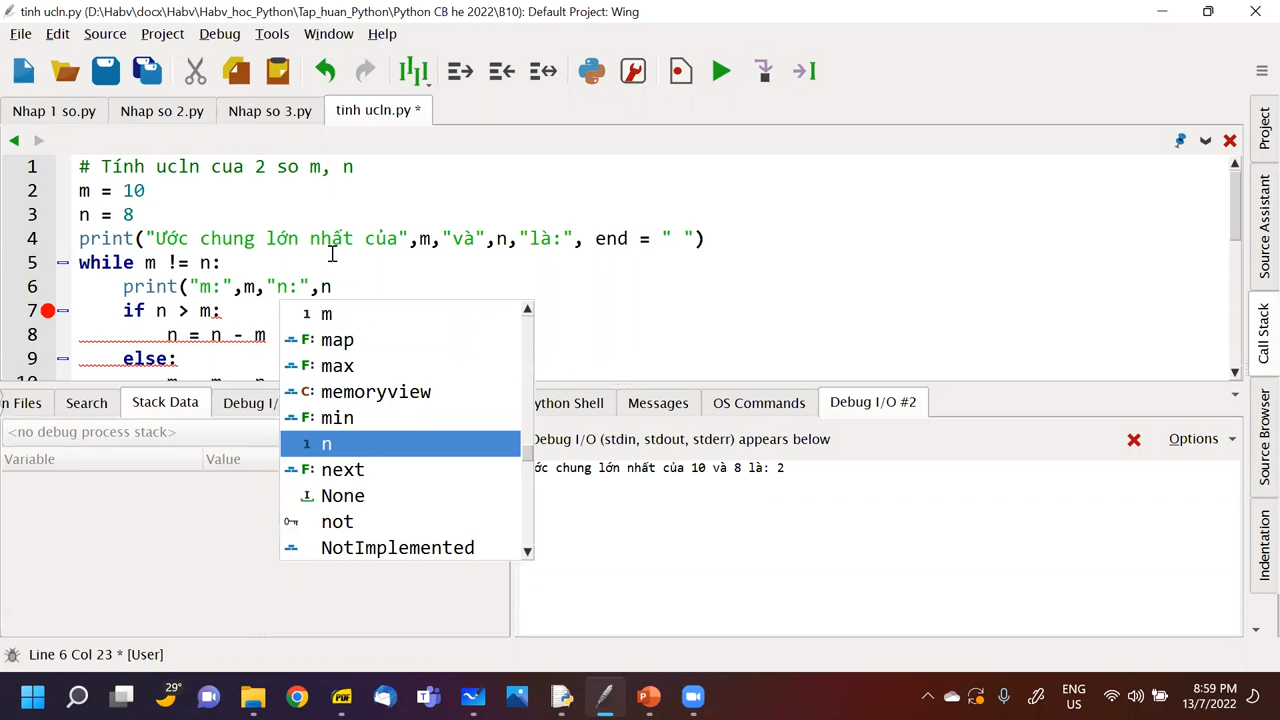 tinh ucln.py (D:\Habv\docx\Habv\Habv_hoc_Python\Tap_huan_Python\Python CB he 2022\B10): Default Project: Wing
File Edit Source Project Debug Tools Window Help
Nhap 1 so.py Nhap so 2.py Nhap so 3.py tinh ucln.py *
1 # Tính ucln cua 2 so m, n
2 m = 10
3 n = 8
4 print("Ước chung lớn nhất của",m,"và",n,"là:", end = " ")
5 while m != n:
6 print("m:",m,"n:",n
7 if n > m:
8 n = n - m
9 else:
m
map
max
memoryview
min
n
next
None
not
NotImplemented
n Files Search Stack Data Debug I/
<no debug process stack>
Variable Value
ython Shell Messages OS Commands Debug I/O #2
Debug I/O (stdin, stdout, stderr) appears below
Options
ớc chung lớn nhất của 10 và 8 là: 2
Project
Source Assistant
Call Stack
Source Browser
Indentation
Line 6 Col 23 * [User]
29°
ENG
US
8:59 PM
13/7/2022